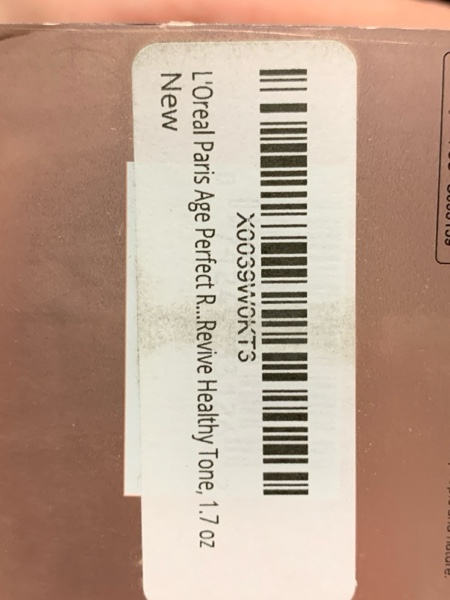 X0039W0KT3
L'Oreal Paris Age Perfect R...Revive Healthy Tone, 1.7 oz
New